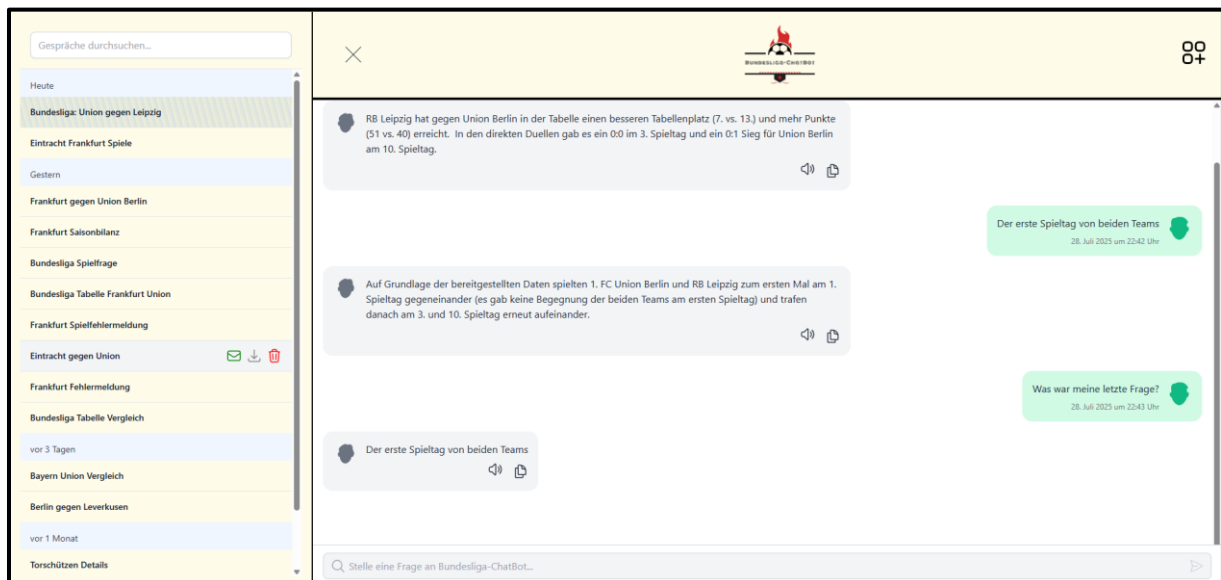 Gespräche durchsuchen...
Heute
Bundesliga: Union gegen Leipzig
Eintracht Frankfurt Spiele
Gestern
Frankfurt gegen Union Berlin
Frankfurt Saisonbilanz
Bundesliga Spielfrage
Bundesliga Tabelle Frankfurt Union
Frankfurt Spielfehlermeldung
Eintracht gegen Union
Frankfurt Fehlermeldung
Bundesliga Tabelle Vergleich
vor 3 Tagen
Bayern Union Vergleich
Berlin gegen Leverkusen
vor 1 Monat
Torschützen Details
Bundesliga-ChatBot
RB Leipzig hat gegen Union Berlin in der Tabelle einen besseren Tabellenplatz (7. vs. 13.) und mehr Punkte
(51 vs. 40) erreicht. In den direkten Duellen gab es ein 0:0 im 3. Spieltag und ein 0:1 Sieg für Union Berlin
am 10. Spieltag.
Der erste Spieltag von beiden Teams
28. Juli 2025 um 22:42 Uhr
Auf Grundlage der bereitgestellten Daten spielten 1. FC Union Berlin und RB Leipzig zum ersten Mal am 1.
Spieltag gegeneinander (es gab keine Begegnung der beiden Teams am ersten Spieltag) und trafen
danach am 3. und 10. Spieltag erneut aufeinander.
Was war meine letzte Frage?
28. Juli 2025 um 22:43 Uhr
Der erste Spieltag von beiden Teams
Stelle eine Frage an Bundesliga-ChatBot...